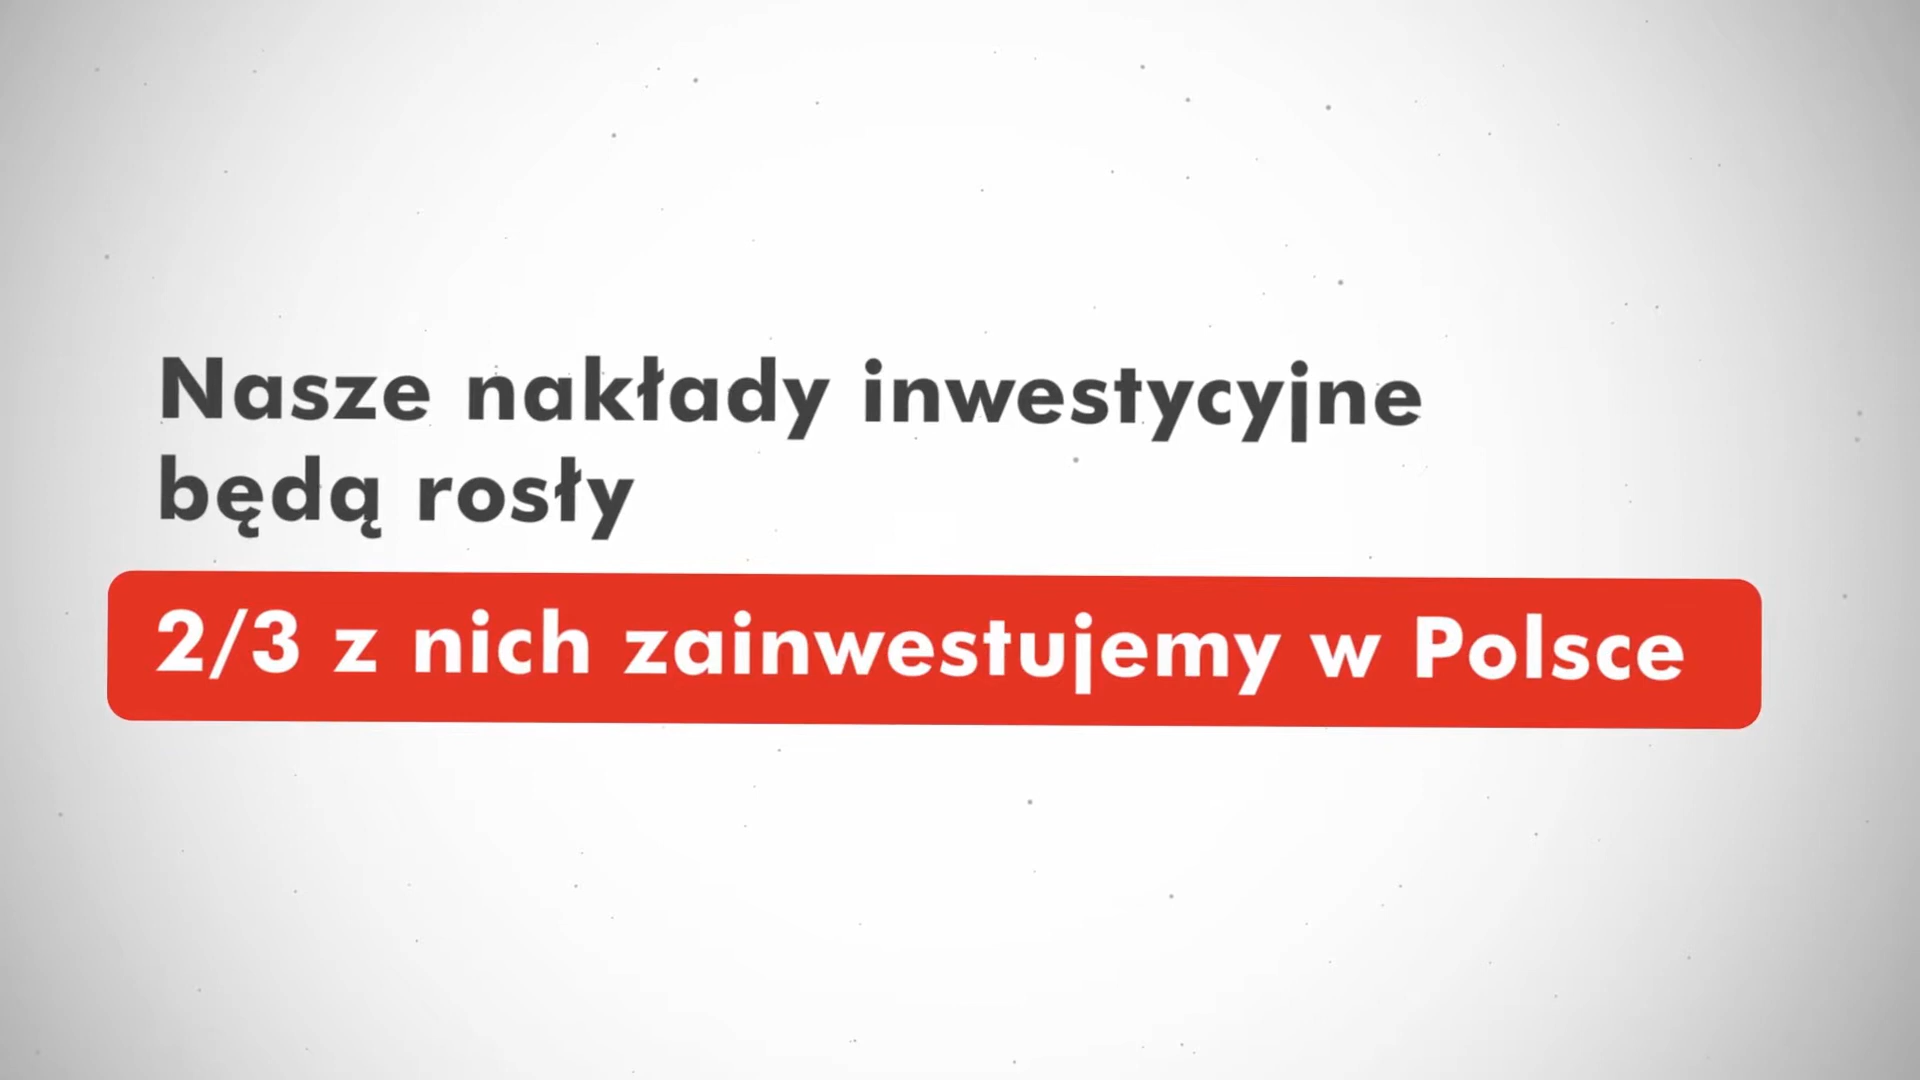 Nasze nakłady inwestycyjne
będą rosły
2/3 z nich zainwestujemy w Polsce